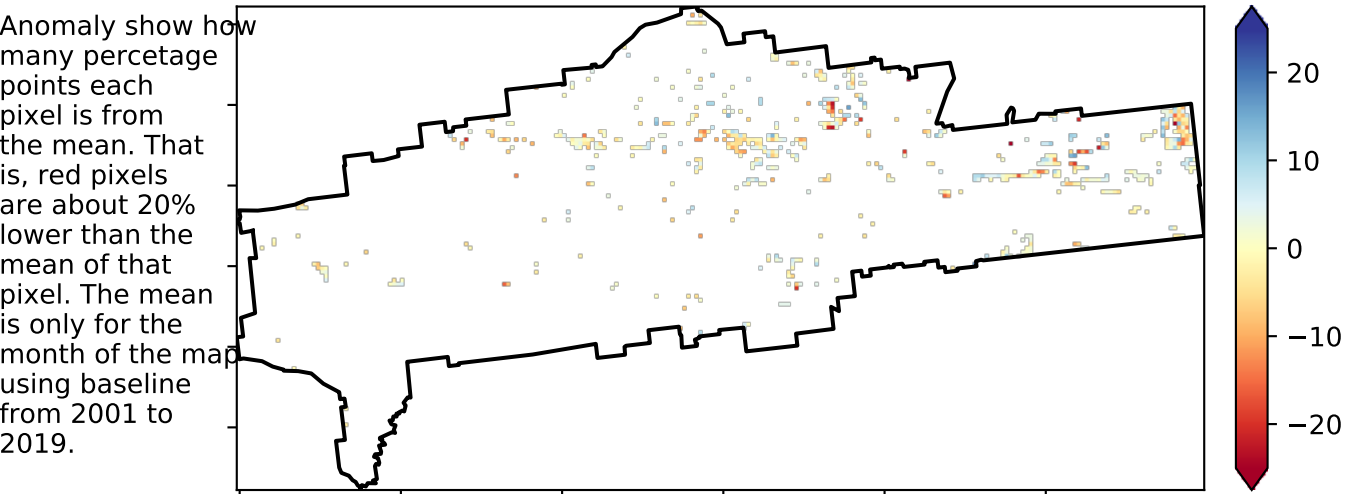 Anomaly show how
many percetage
points each
pixel is from
the mean. That
is, red pixels
are about 20%
lower than the
mean of that
pixel. The mean
is only for the
month of the map
using baseline
from 2001 to
2019.
20
10
0
−10
−20